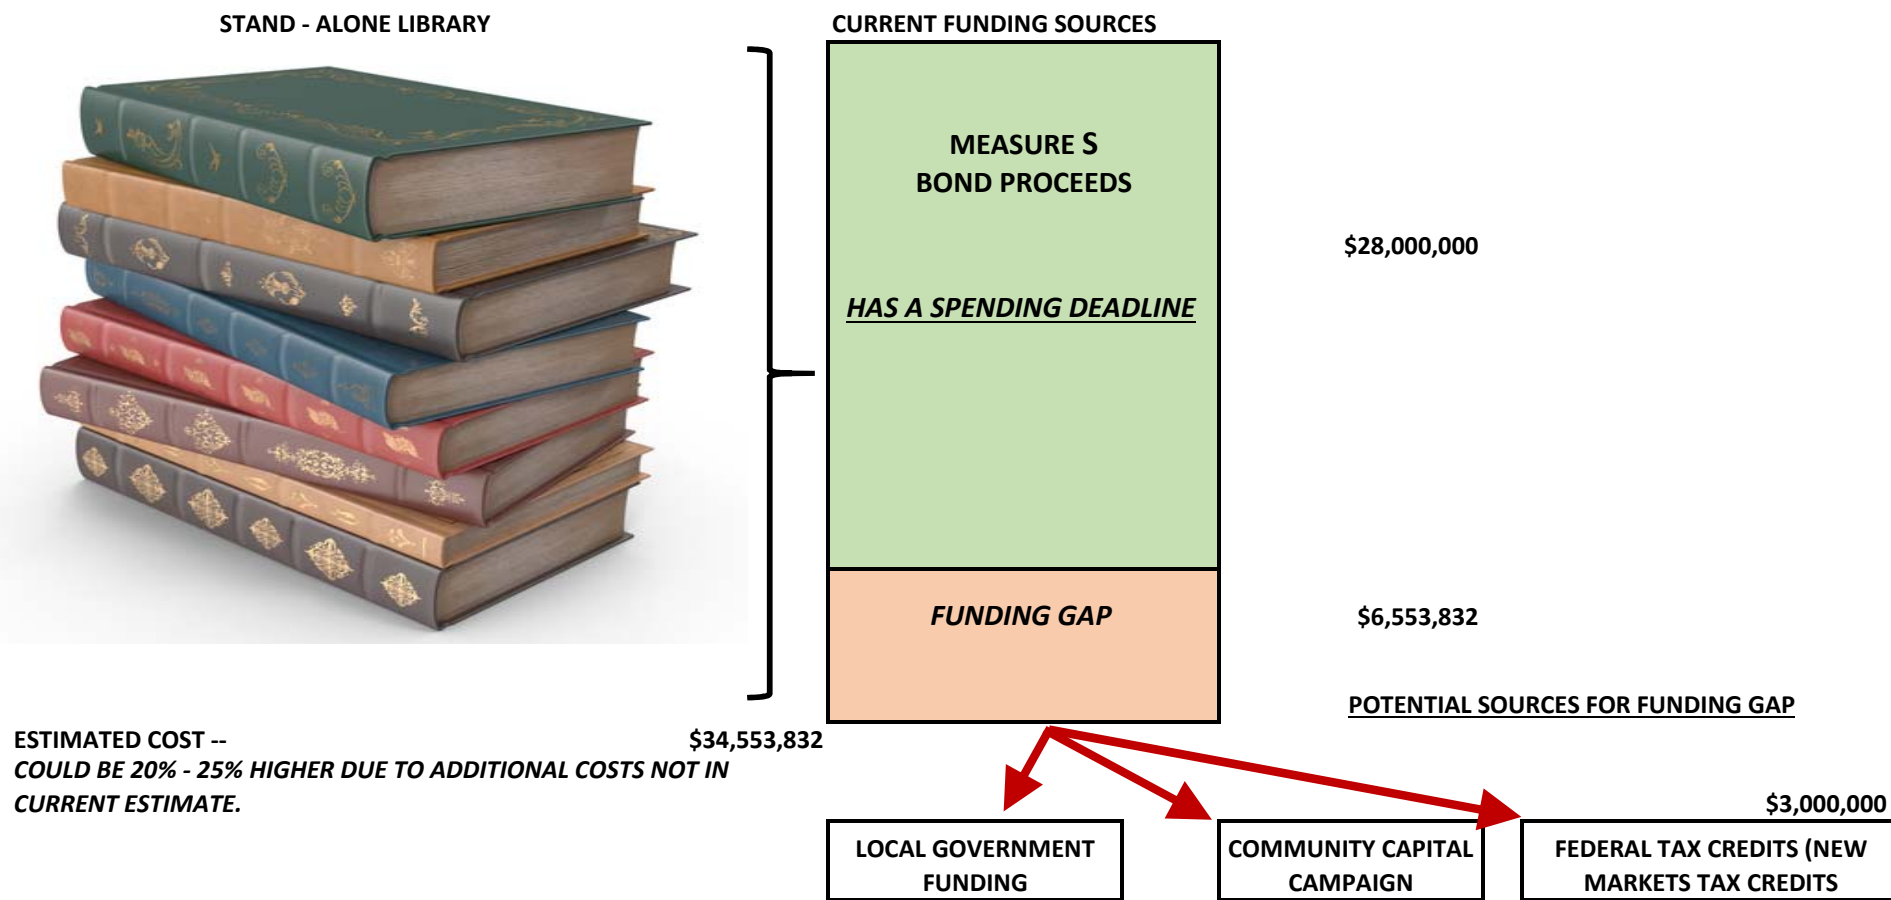 STAND - ALONE LIBRARY
CURRENT FUNDING SOURCES
MEASURE S
BOND PROCEEDS
$28,000,000
HAS A SPENDING DEADLINE
FUNDING GAP
$6,553,832
POTENTIAL SOURCES FOR FUNDING GAP
ESTIMATED COST --
$34,553,832
COULD BE 20% - 25% HIGHER DUE TO ADDITIONAL COSTS NOT IN
CURRENT ESTIMATE.
$3,000,000
LOCAL GOVERNMENT
FUNDING
COMMUNITY CAPITAL
CAMPAIGN
FEDERAL TAX CREDITS (NEW
MARKETS TAX CREDITS